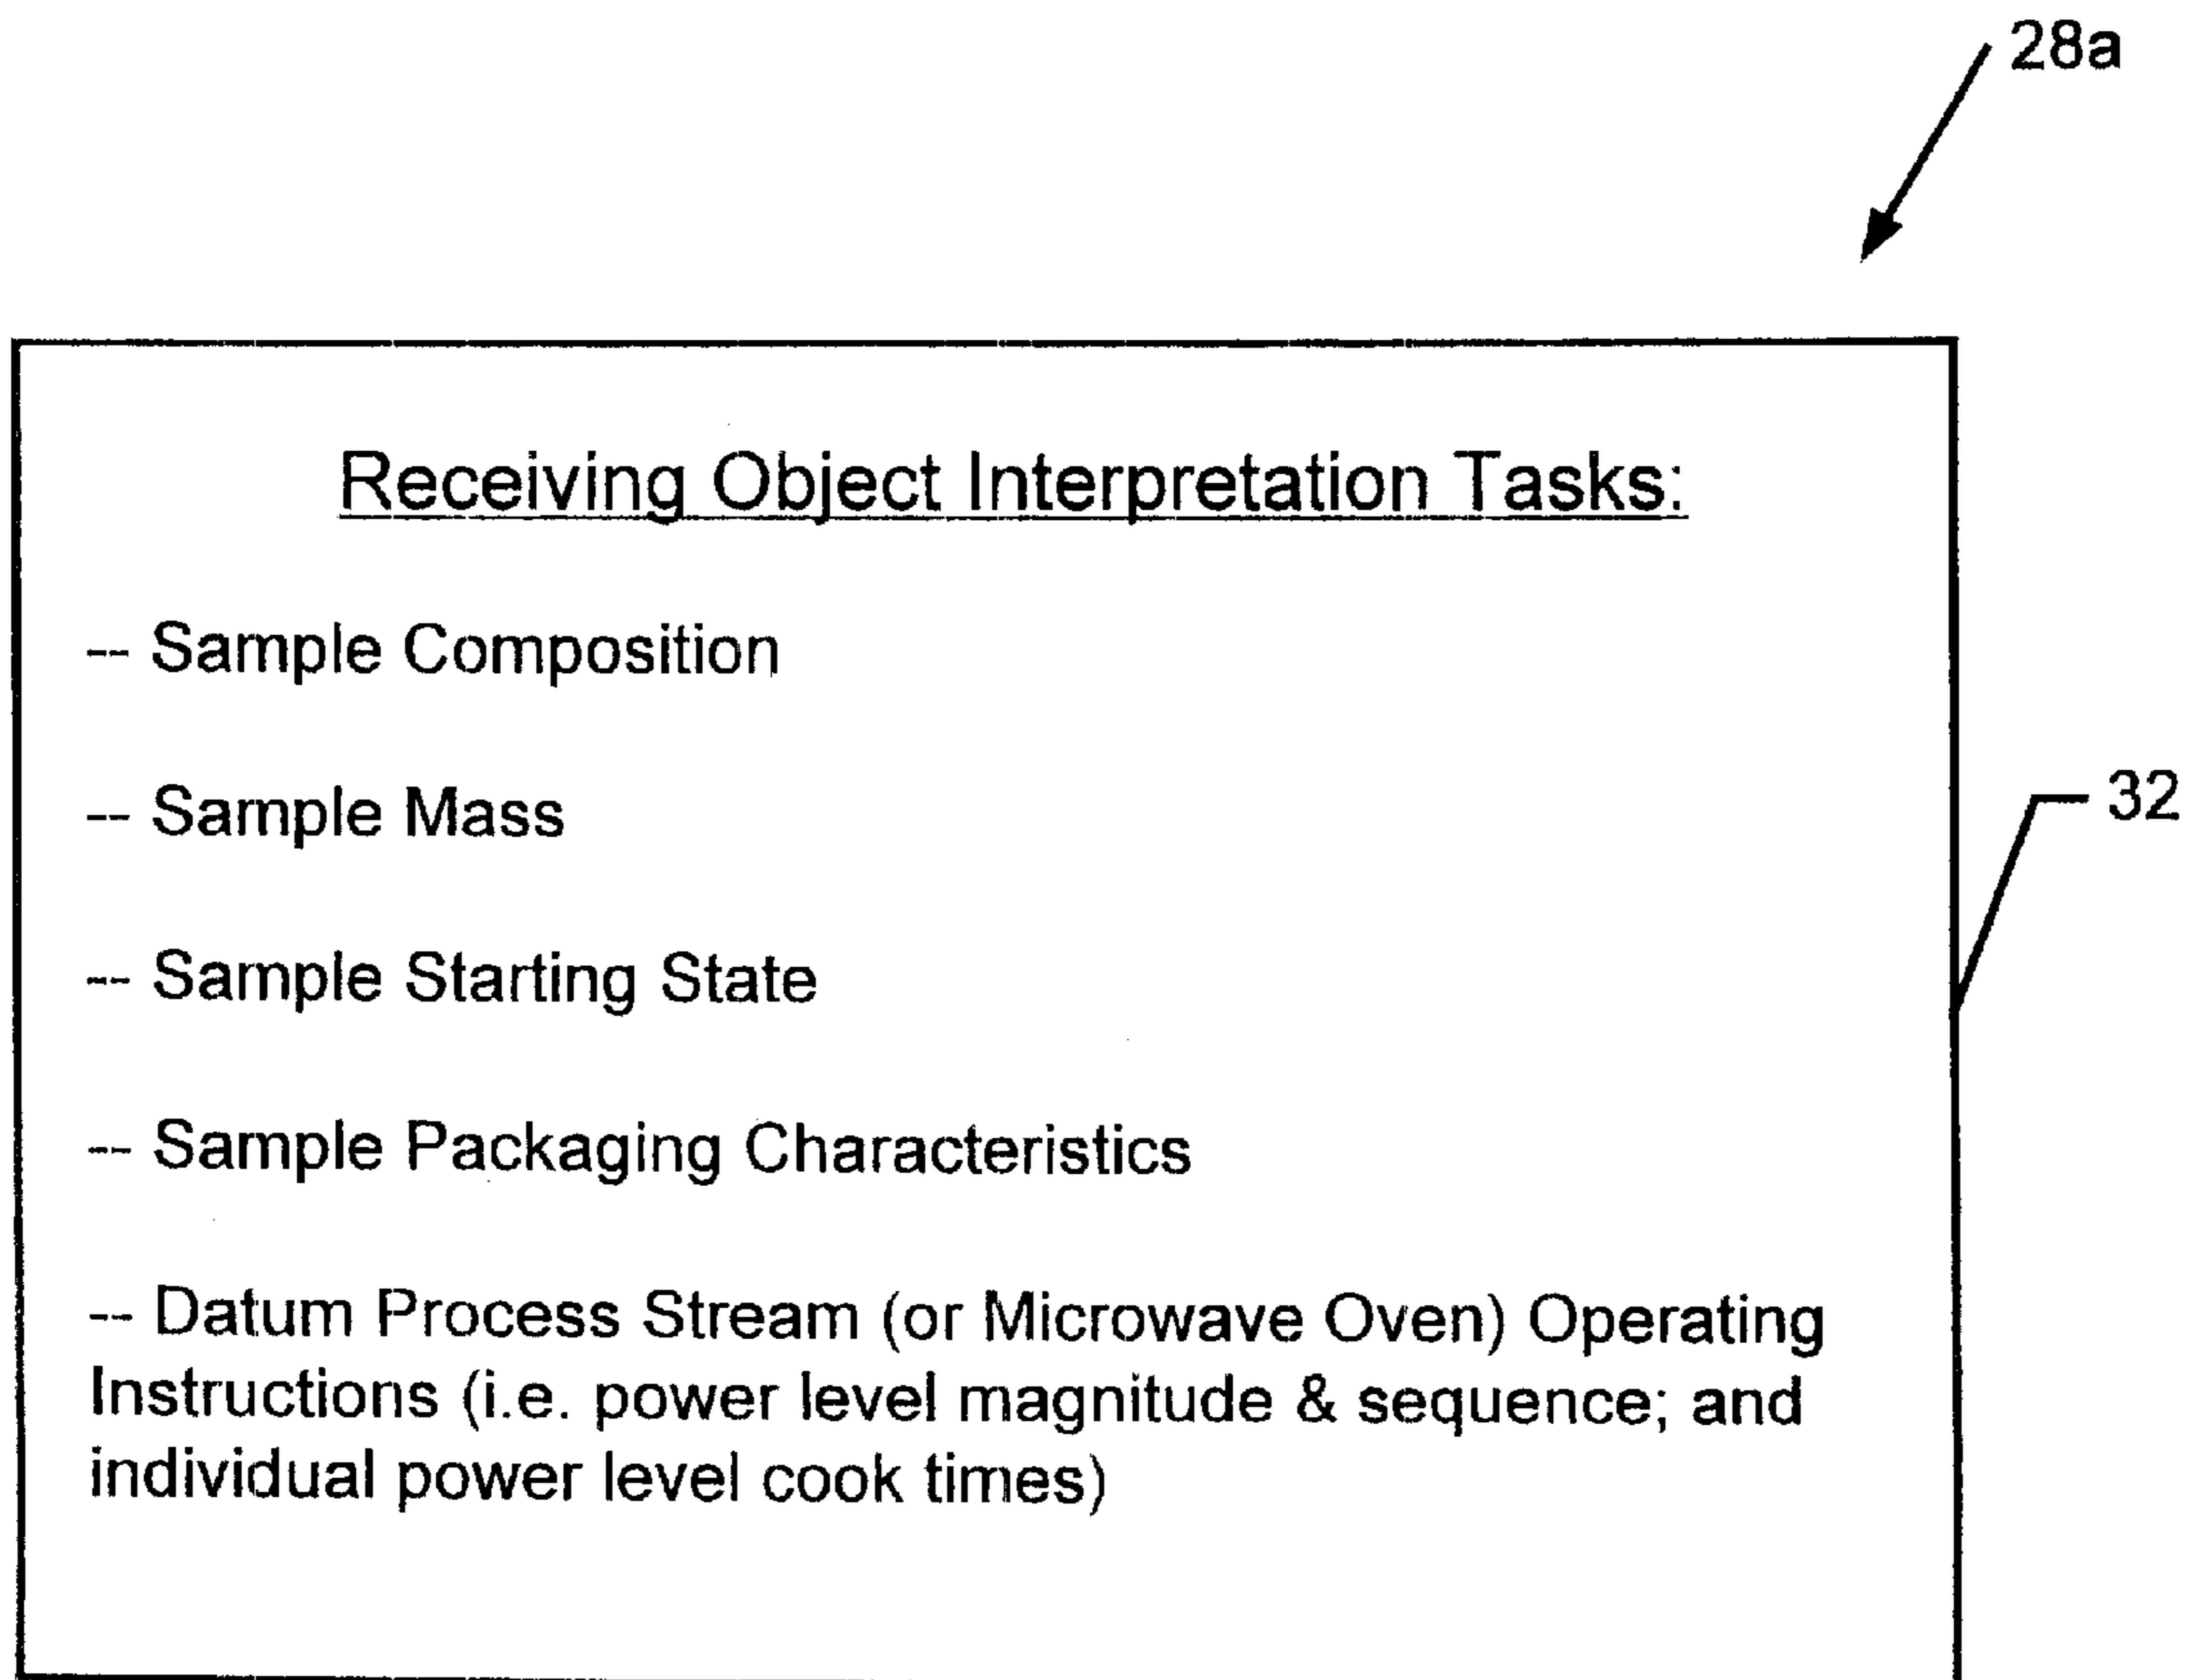 28a
Receiving Object Interpretation Tasks:
-- Sample Composition
-- Sample Mass
32
-- Sample Starting State
-- Sample Packaging Characteristics
-- Datum Process Stream (or Microwave Oven) Operating
Instructions (i.e. power level magnitude & sequence; and
individual power level cook times)